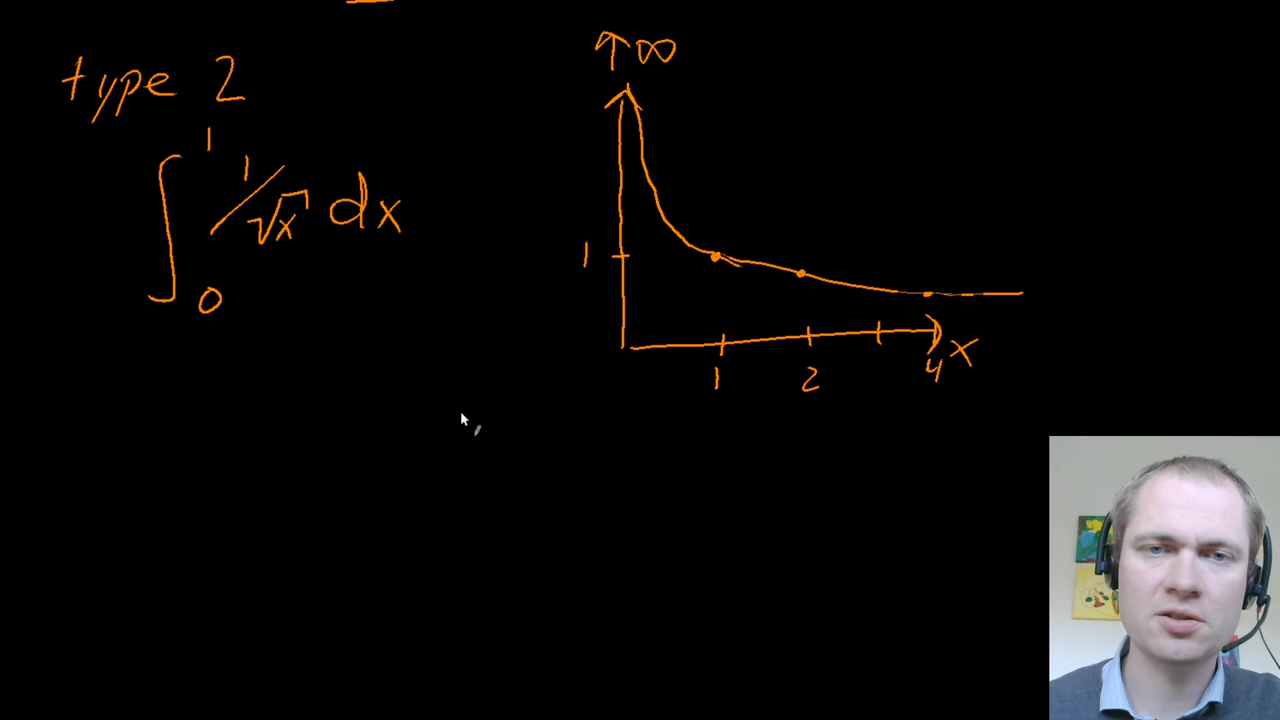 type 2
∫₀¹ 1/√x dx
↑∞
1
1 2 4 x